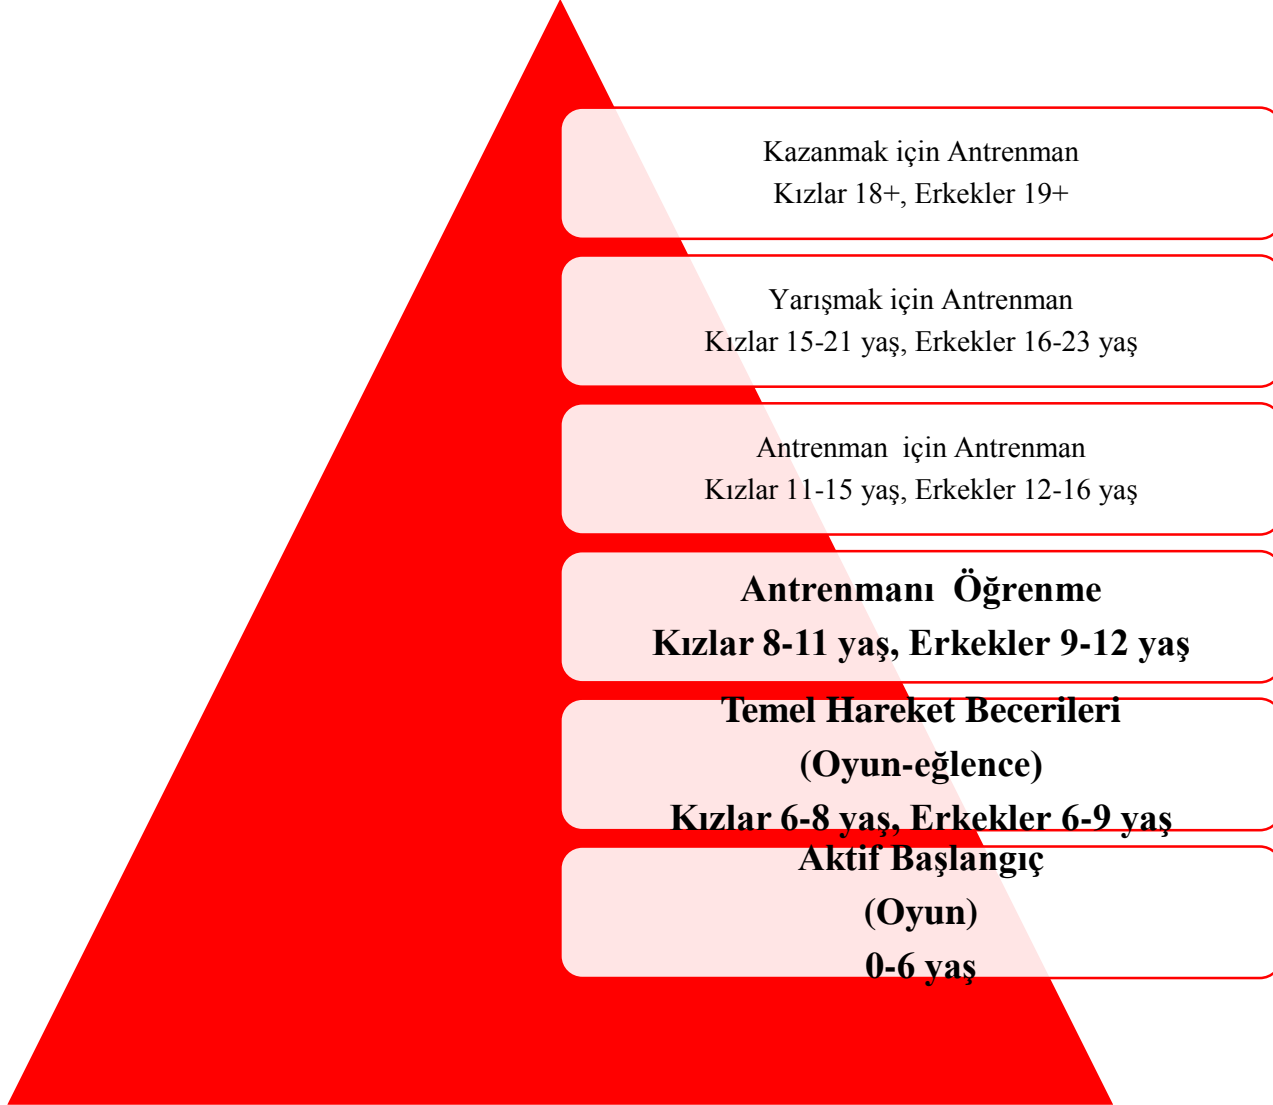 Kazanmak için Antrenman
Kızlar 18+, Erkekler 19+
Yarışmak için Antrenman
Kızlar 15-21 yaş, Erkekler 16-23 yaş
Antrenman  için Antrenman
Kızlar 11-15 yaş, Erkekler 12-16 yaş
Antrenmanı  Öğrenme
Kızlar 8-11 yaş, Erkekler 9-12 yaş
Temel Hareket Becerileri
(Oyun-eğlence)
Kızlar 6-8 yaş, Erkekler 6-9 yaş
Aktif Başlangıç
(Oyun)
0-6 yaş